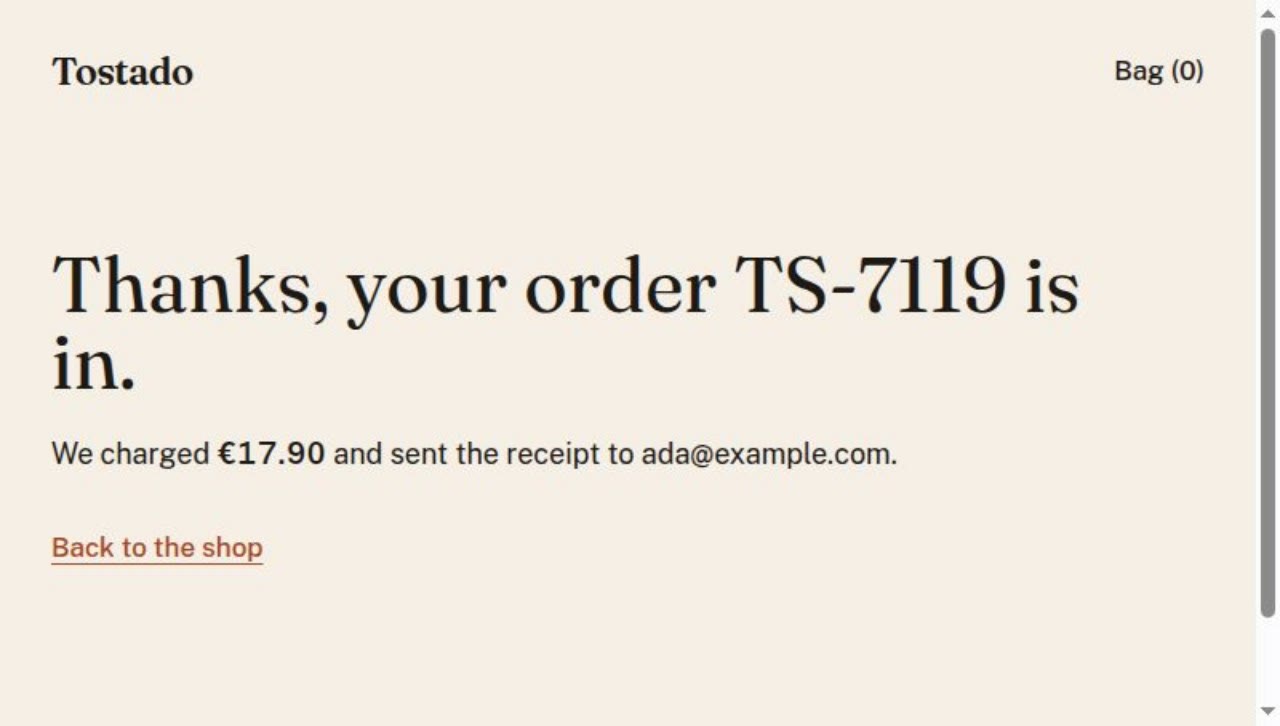 Tostado
Bag (0)
Thanks, your order TS-7119 is
in.
We charged €17.90 and sent the receipt to ada@example.com.
Back to the shop